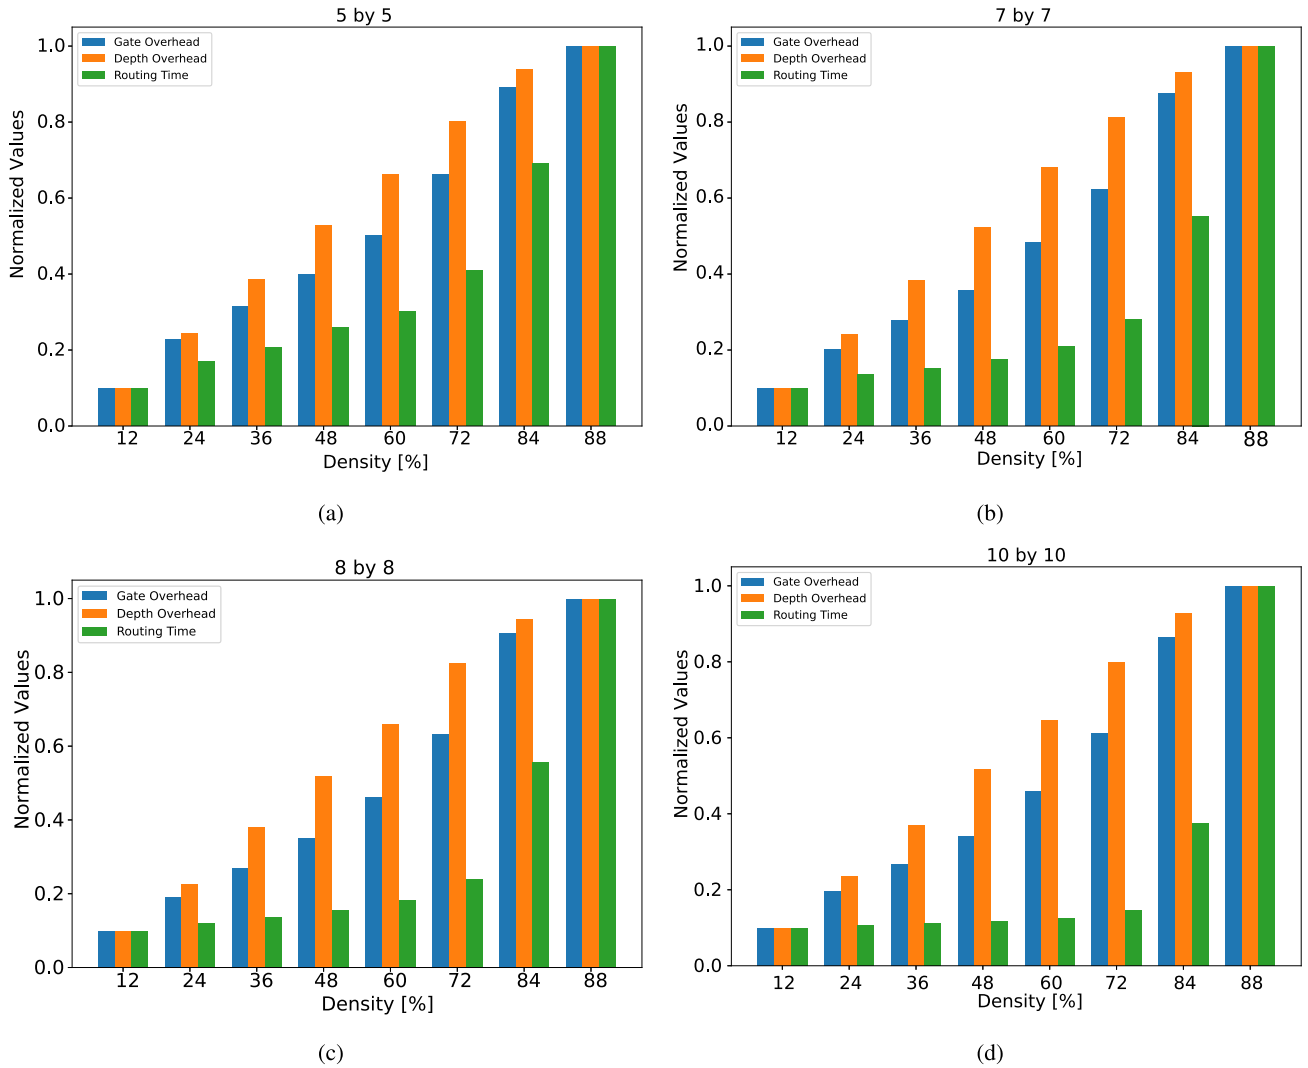 5 by 5
Gate Overhead
Depth Overhead
Routing Time
Normalized Values
1.0
0.8
0.6
0.4
0.2
0.0
12 24 36 48 60 72 84 88
Density [%]
(a)
7 by 7
Gate Overhead
Depth Overhead
Routing Time
Normalized Values
1.0
0.8
0.6
0.4
0.2
0.0
12 24 36 48 60 72 84 88
Density [%]
(b)
8 by 8
Gate Overhead
Depth Overhead
Routing Time
Normalized Values
1.0
0.8
0.6
0.4
0.2
0.0
12 24 36 48 60 72 84 88
Density [%]
(c)
10 by 10
Gate Overhead
Depth Overhead
Routing Time
Normalized Values
1.0
0.8
0.6
0.4
0.2
0.0
12 24 36 48 60 72 84 88
Density [%]
(d)